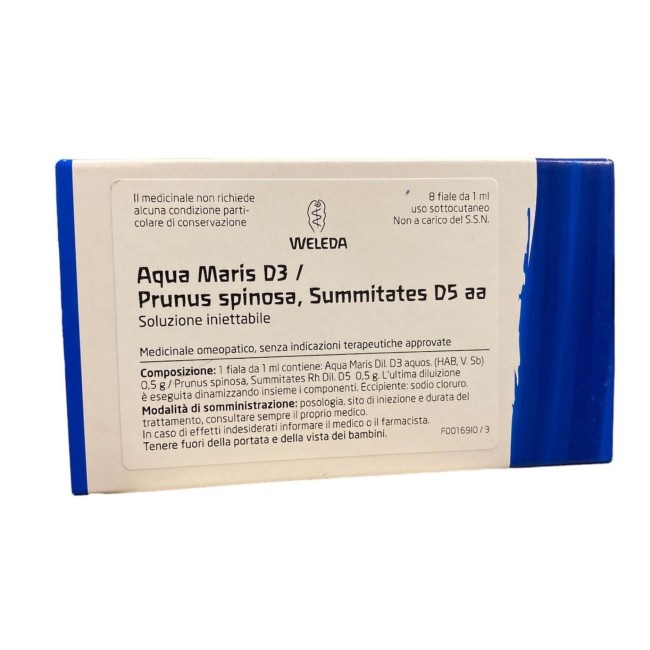 Il medicinale non richiede
alcuna condizione parti-
colare di conservazione
8 fiale da 1 ml
uso sottocutaneo
Non a carico del S.S.N.
WELEDA
Aqua Maris D3 /
Prunus spinosa, Summitates D5 aa
Soluzione iniettabile
Medicinale omeopatico, senza indicazioni terapeutiche approvate
Composizione: 1 fiala da 1 ml contiene: Aqua Maris Dil. D3 aquos. (HAB, V. 5b)
0,5 g / Prunus spinosa, Summitates Rh Dil. D5 0,5 g. L'ultima diluizione
è eseguita dinamizzando insieme i componenti. Eccipiente: sodio cloruro.
Modalità di somministrazione: posologia, sito di iniezione e durata del
trattamento, consultare sempre il proprio medico.
In caso di effetti indesiderati informare il medico o il farmacista.
Tenere fuori della portata e della vista dei bambini.
F00169IO / 3